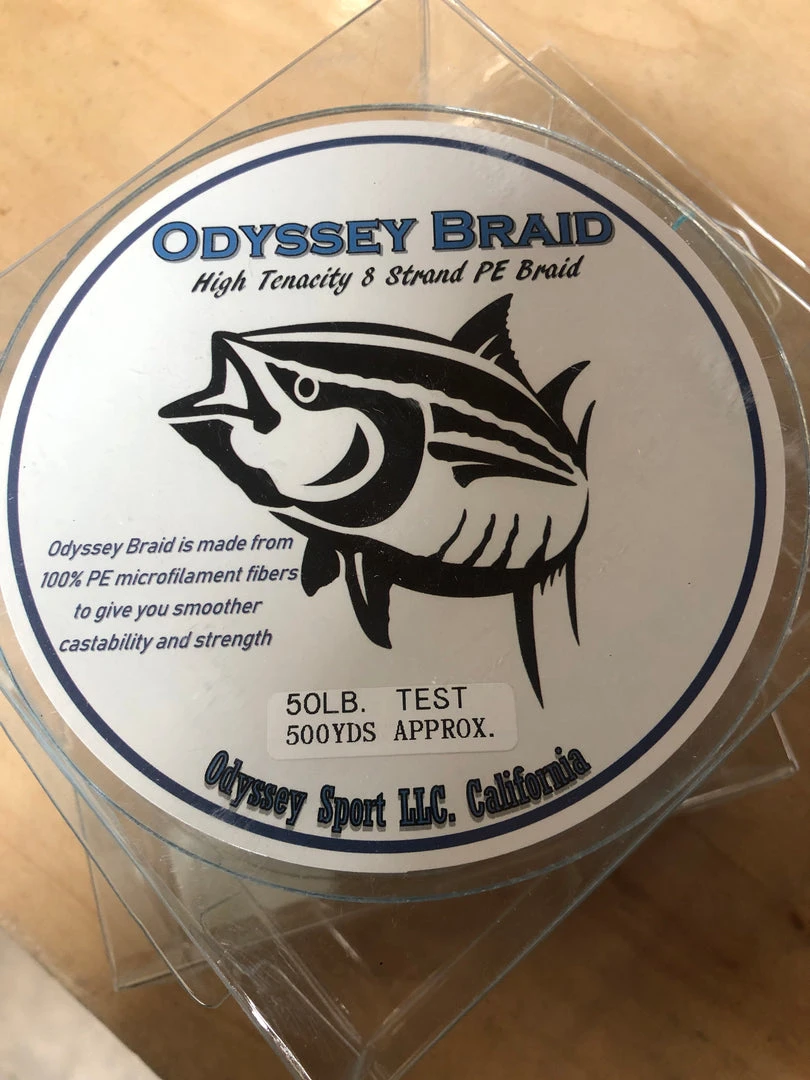 ODYSSEY BRAID
High Tenacity 8 Strand PE Braid
Odyssey Braid is made from
100% PE microfilament fibers
to give you smoother
castability and strength
50LB. TEST
500YDS APPROX.
Odyssey Sport LLC. California